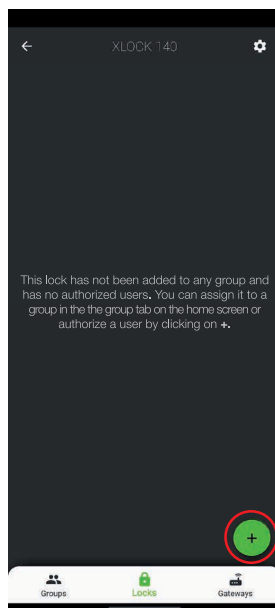 XLOCK 140
This lock has not been added to any group and
has no authorized users. You can assign it to a
group in the the group tab on the home screen or
authorize a user by clicking on +.
+
Groups Locks Gateways